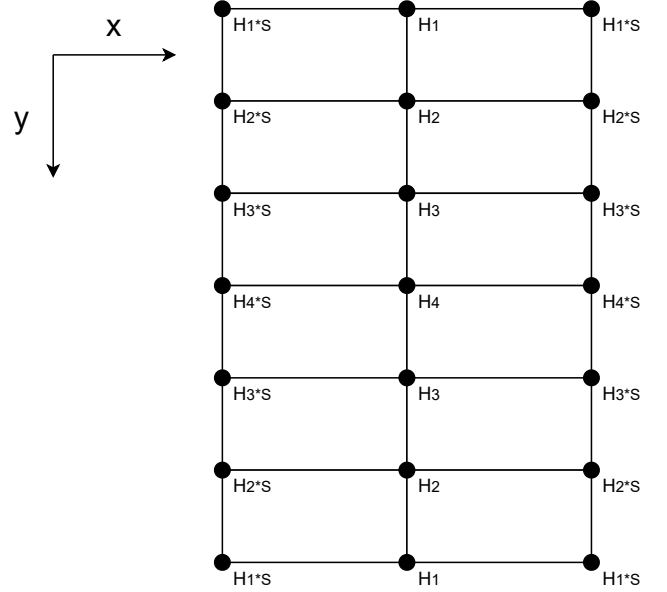 H1*S H1 H1*S
x
H2*S H2 H2*S
y
H3*S H3 H3*S
H4*S H4 H4*S
H3*S H3 H3*S
H2*S H2 H2*S
H1*S H1 H1*S